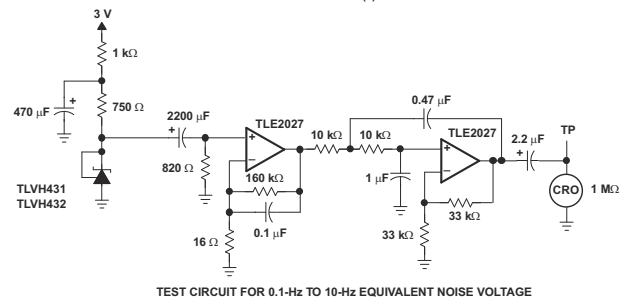 3 V
1 kΩ
470 μF
+
750 Ω
2200 μF
+
820 Ω
TLE2027
+
−
160 kΩ
0.1 μF
16 Ω
10 kΩ
10 kΩ
0.47 μF
1 μF
TLE2027
+
−
33 kΩ
33 kΩ
2.2 μF
+
TP
CRO
1 MΩ
TLVH431
TLVH432
TEST CIRCUIT FOR 0.1-Hz TO 10-Hz EQUIVALENT NOISE VOLTAGE